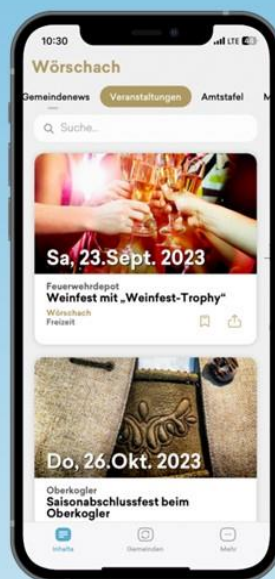 10:30
LTE
Wörschach
Gemeindenews Veranstaltungen Amtstafel M
Suche..
Sa, 23.Sept. 2023
Feuerwehrdepot
Weinfest mit „Weinfest-Trophy“
Wörschach
Freizeit
Do, 26.Okt. 2023
Oberkogler
Saisonabschlussfest beim
Oberkogler
Inhalte Gemeinden Mehr